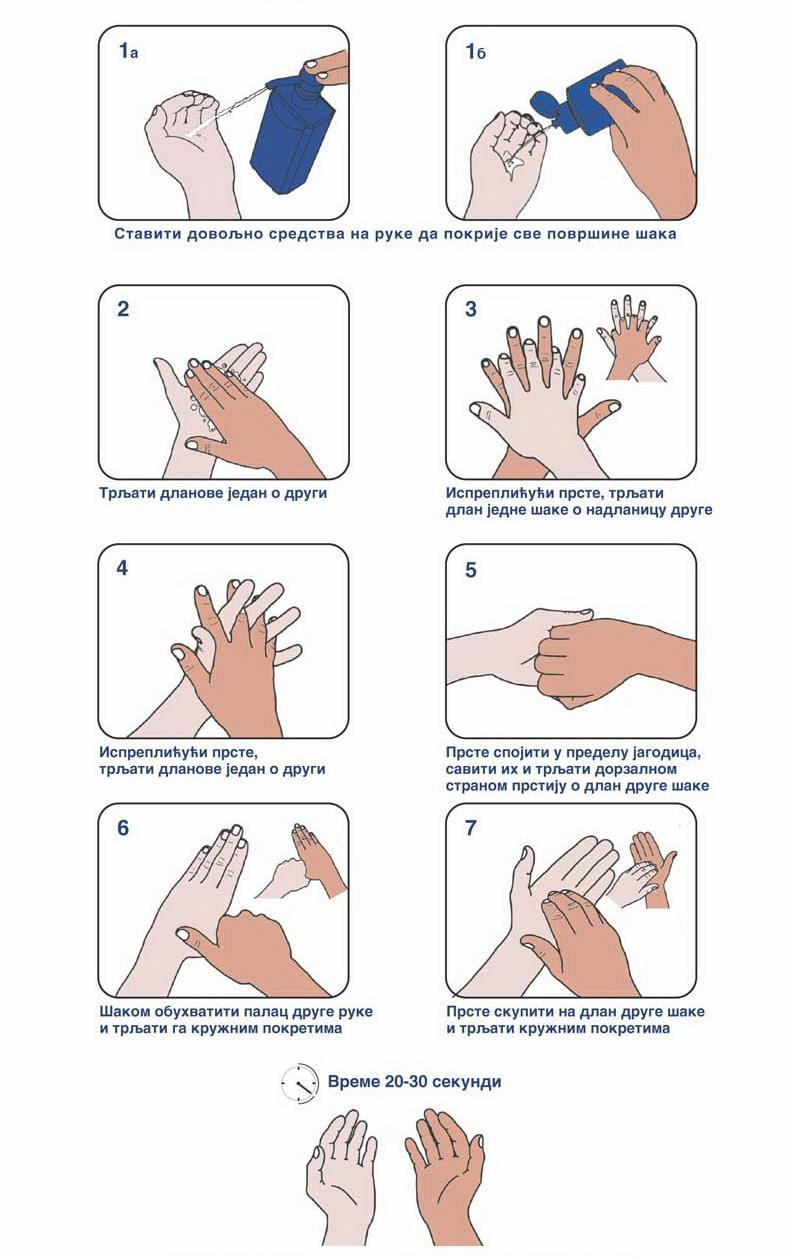 1а
1б
Ставити довољно средства на руке да покрије све површине шака
2
3
Трљати дланове један о други
Испреплићући прсте, трљати
длан једне шаке о надланицу друге
4
5
Испреплићући прсте,
трљати дланове један о други
Прсте спојити у пределу јагодица,
савити их и трљати дорзалном
страном прстију о длан друге шаке
6
7
Шаком обухватити палац друге руке
и трљати га кружним покретима
Прсте скупити на длан друге шаке
и трљати кружним покретима
Време 20-30 секунди